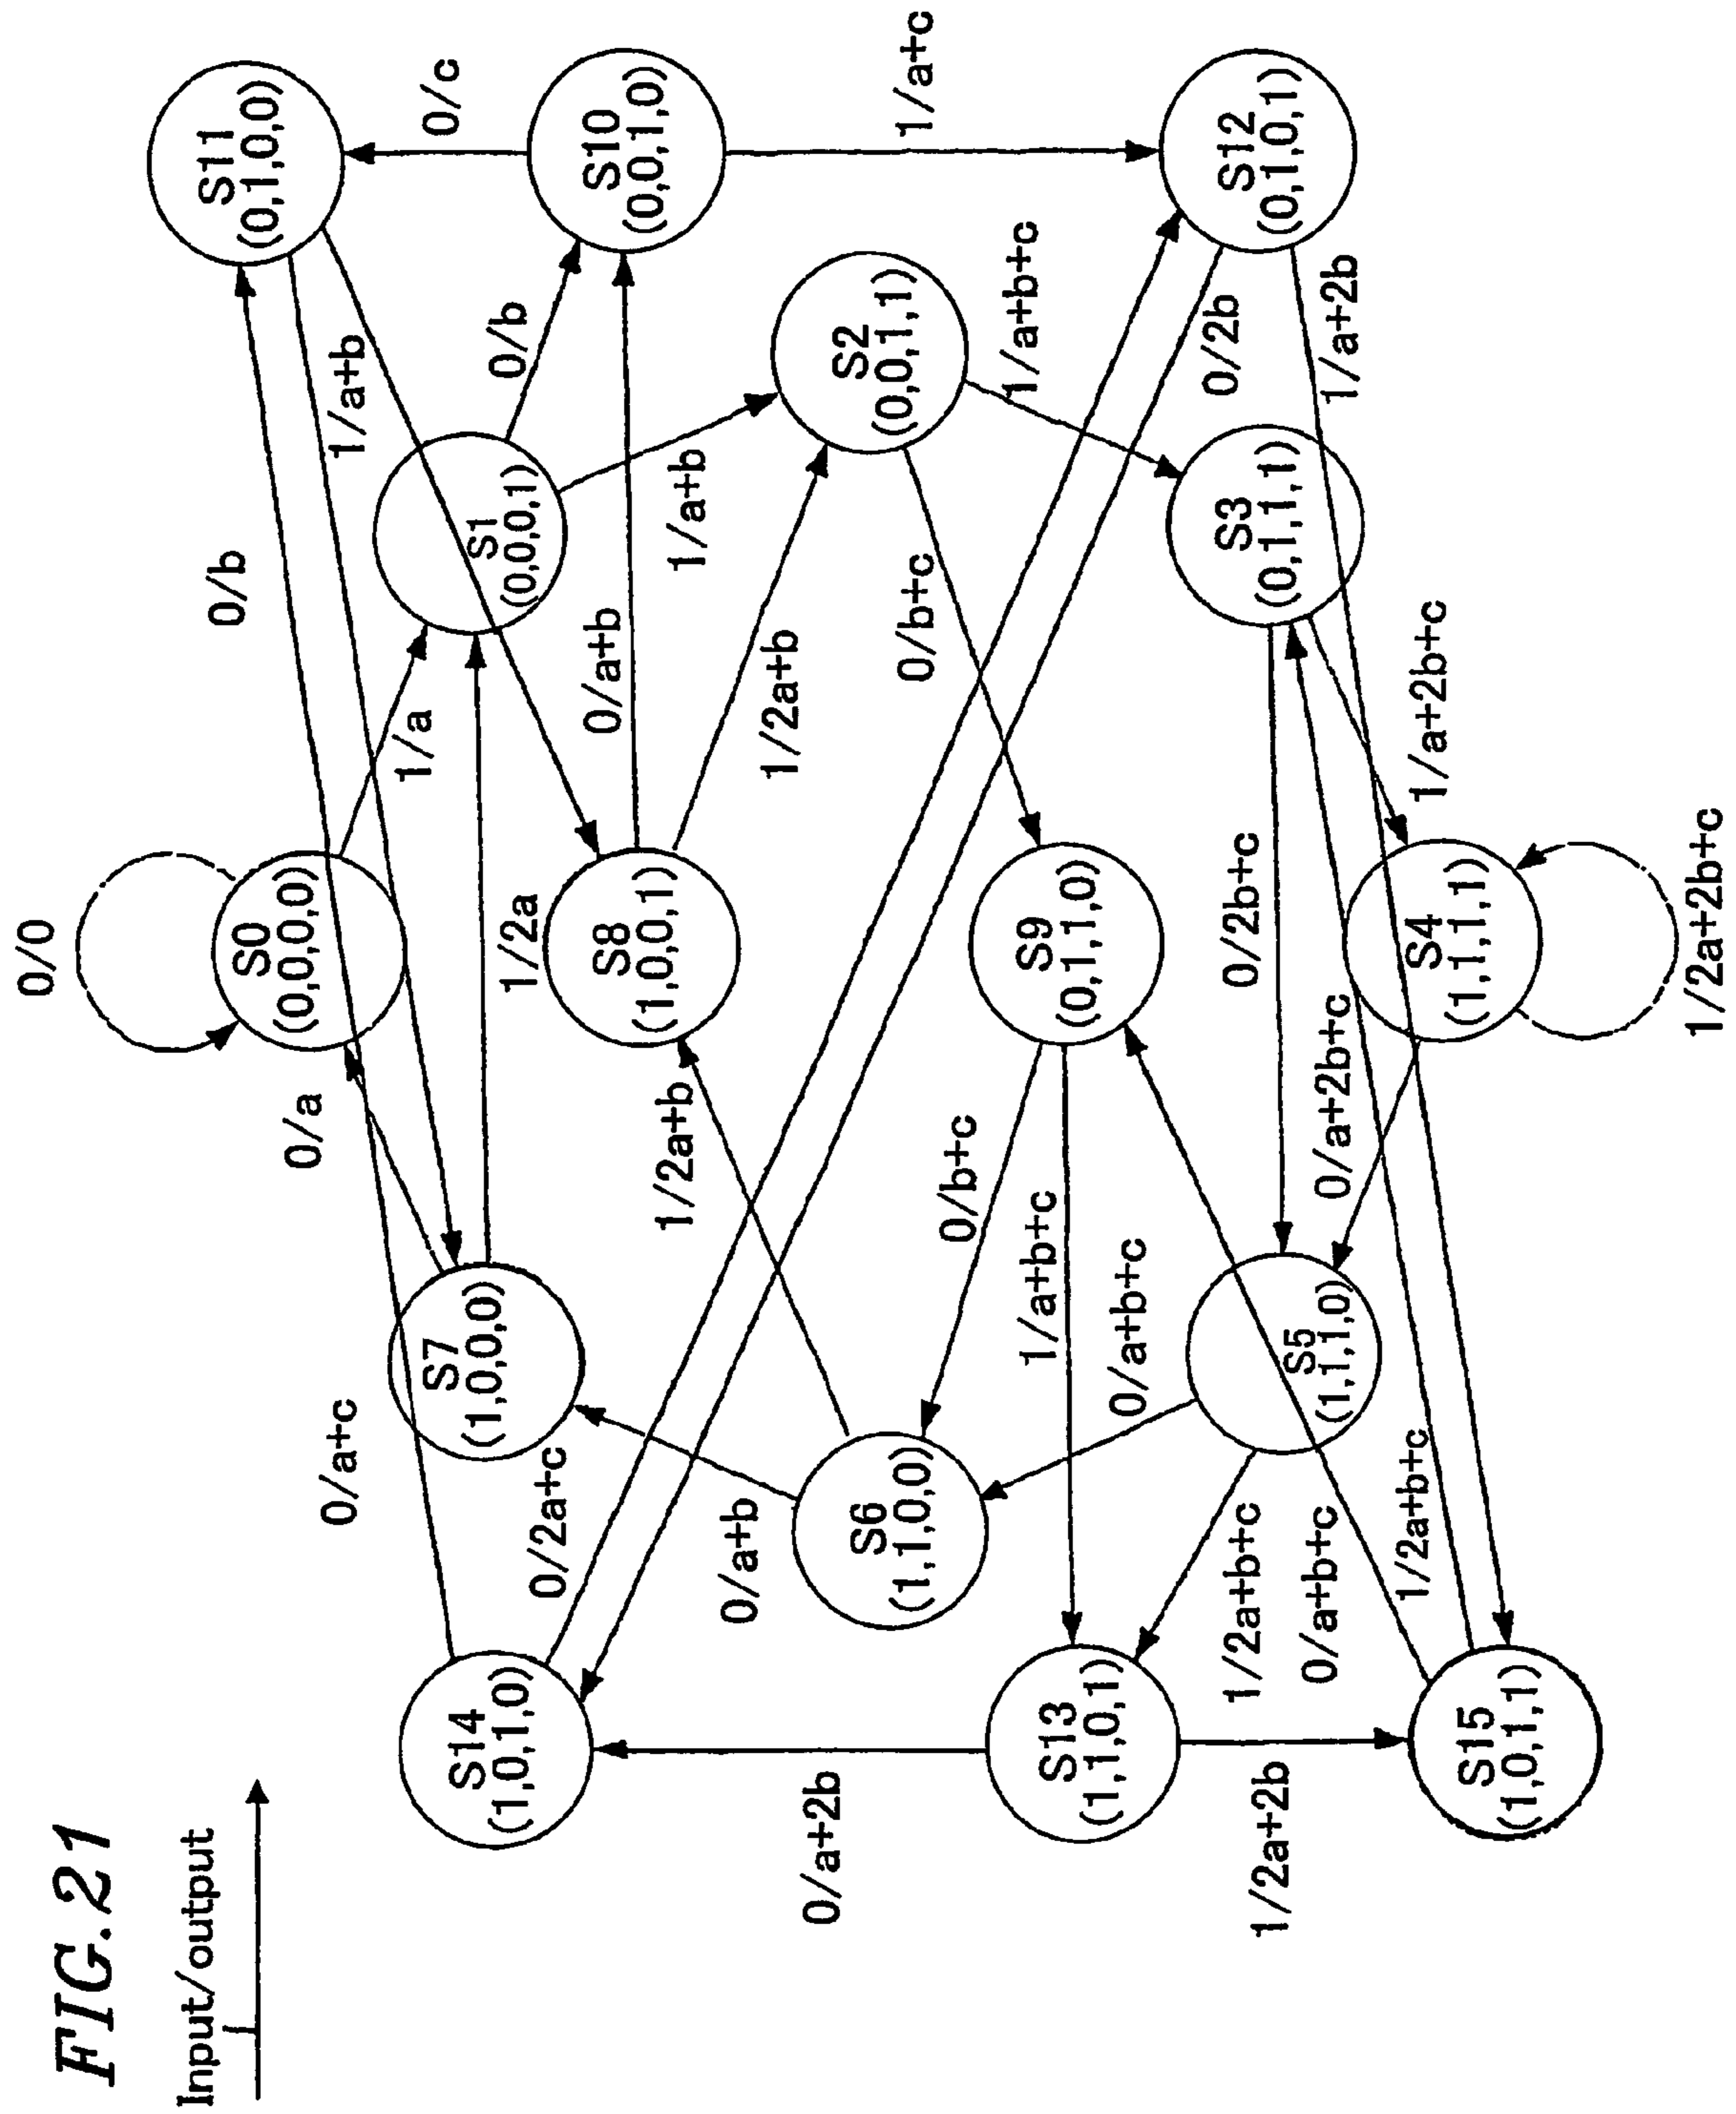 FIG.21
Input/output
S14
(1,0,1,0)
0/a+2b
S13
(1,1,0,1)
1/2a+2b
S15
(1,0,1,1)
0/a+c
0/2a+c
0/a+b
S6
(1,1,0,0)
1/2a+b+c
0/a+b+c
1/2a+b+c
S7
(1,0,0,0)
S5
(1,1,1,0)
0/a+b+c
1/a+b+c
0/b+c
0/a
1/2a+b
0/a+2b+c
0/0
S0
(0,0,0,0)
1/2a
S8
(1,0,0,1)
S9
(0,1,1,0)
0/2b+c
S4
(1,1,1,1)
1/2a+2b+c
1/a
0/a+b
1/2a+b
0/b+c
1/a+2b+c
0/b
S1
(0,0,0,1)
1/a+b
S3
(0,1,1,1)
1/a+b
0/b
S2
(0,0,1,1)
1/a+b+c
0/2b
1/a+2b
S11
(0,1,0,0)
0/c
S10
(0,0,1,0)
1/a+c
S12
(0,1,0,1)